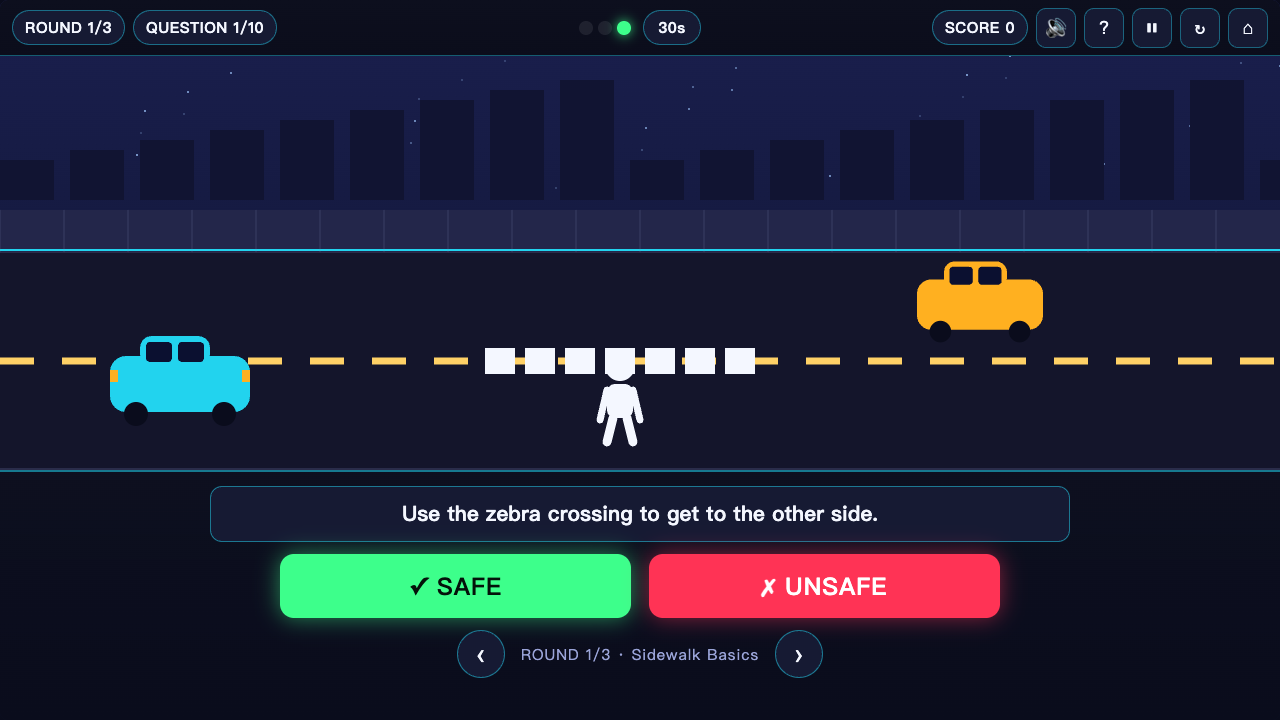 ROUND 1/3
QUESTION 1/10
30s
SCORE 0
?
Use the zebra crossing to get to the other side.
✓ SAFE
✗ UNSAFE
‹ ROUND 1/3 · Sidewalk Basics ›